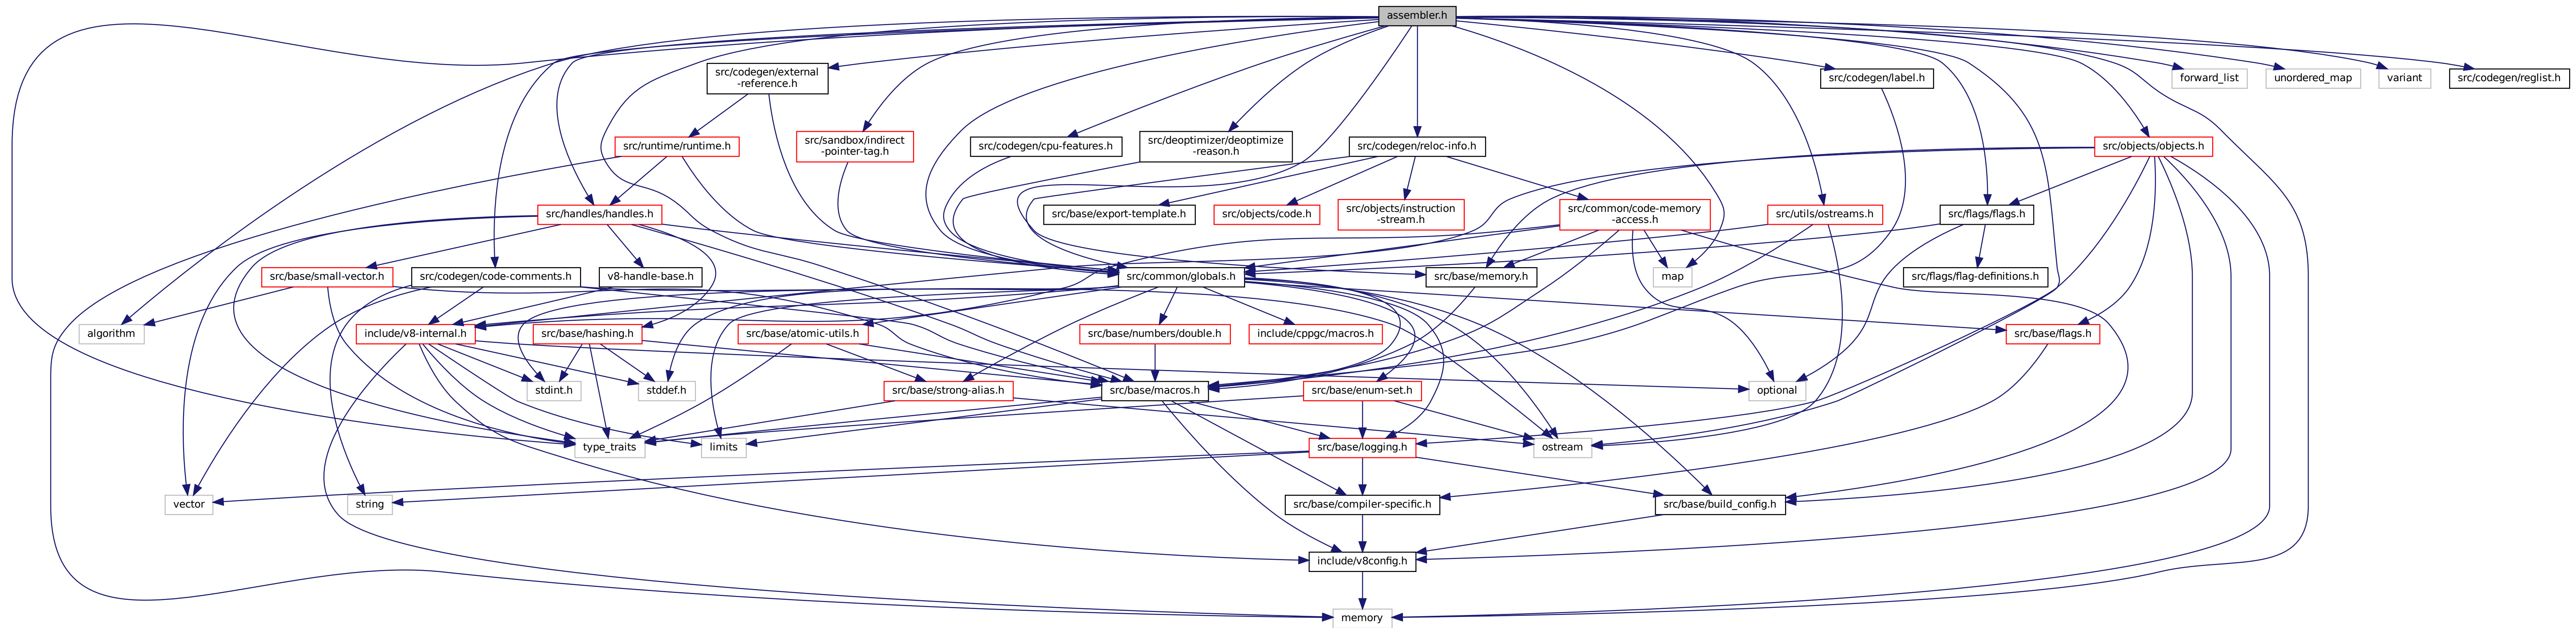 assembler.h
src/codegen/external
-reference.h
src/codegen/label.h
forward_list
unordered_map
variant
src/codegen/reglist.h
src/runtime/runtime.h
src/sandbox/indirect
-pointer-tag.h
src/codegen/cpu-features.h
src/deoptimizer/deoptimize
-reason.h
src/codegen/reloc-info.h
src/objects/objects.h
src/handles/handles.h
src/base/export-template.h
src/objects/code.h
src/objects/instruction
-stream.h
src/common/code-memory
-access.h
src/utils/ostreams.h
src/flags/flags.h
src/base/small-vector.h
src/codegen/code-comments.h
v8-handle-base.h
src/common/globals.h
src/base/memory.h
map
src/flags/flag-definitions.h
algorithm
include/v8-internal.h
src/base/hashing.h
src/base/atomic-utils.h
src/base/numbers/double.h
include/cppgc/macros.h
src/base/flags.h
stdint.h
stddef.h
src/base/strong-alias.h
src/base/macros.h
src/base/enum-set.h
optional
type_traits
limits
src/base/logging.h
ostream
vector
string
src/base/compiler-specific.h
src/base/build_config.h
include/v8config.h
memory